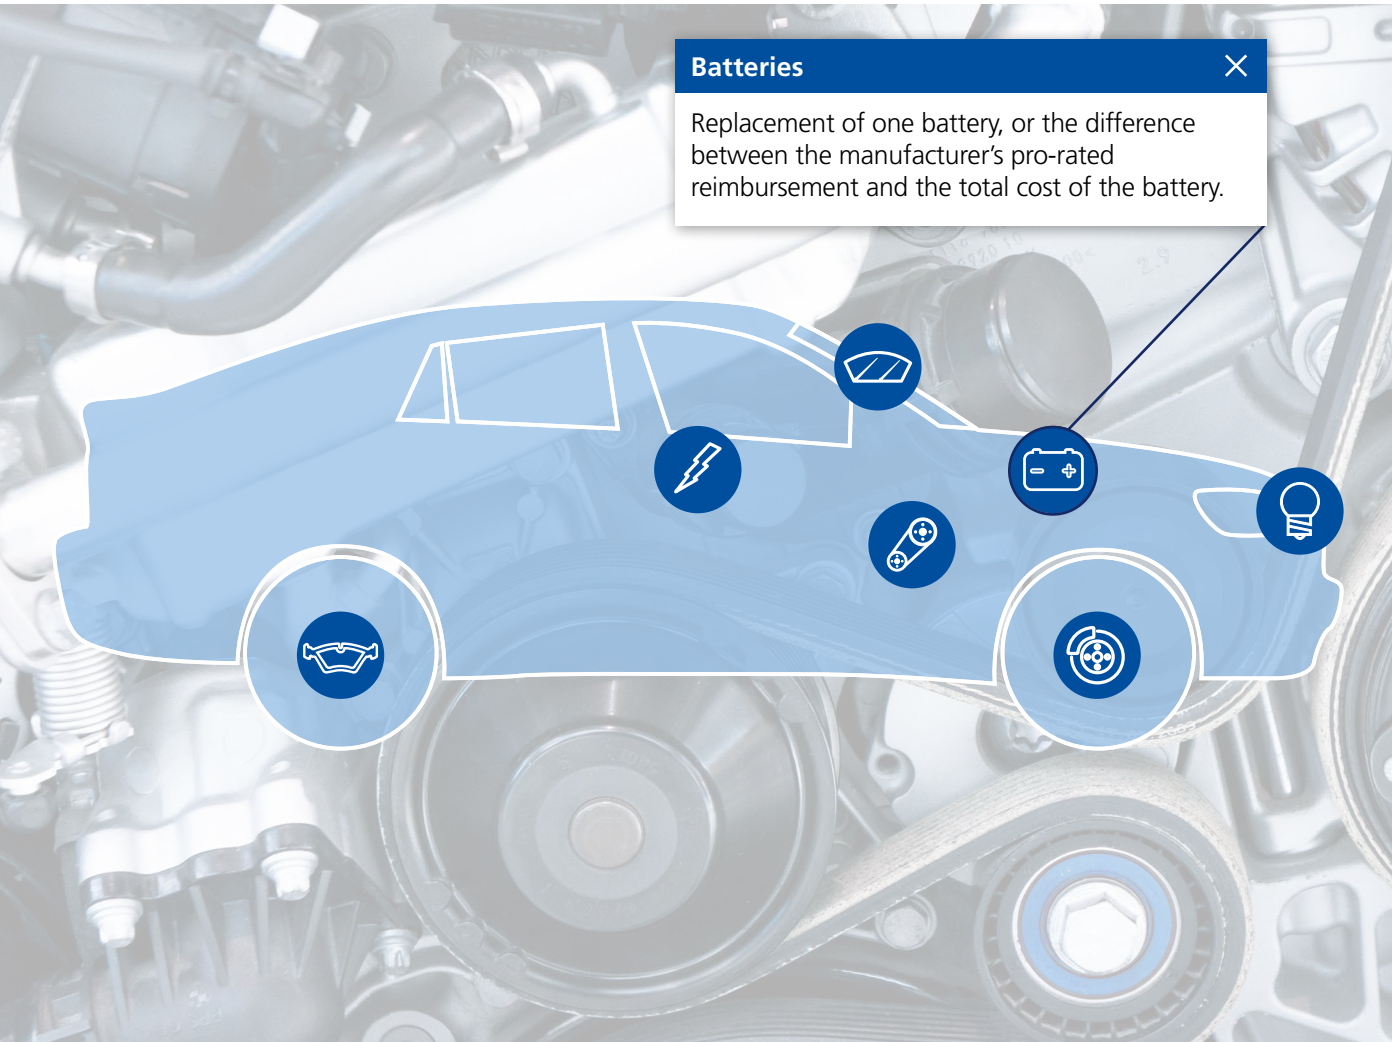 Batteries
Replacement of one battery, or the difference
between the manufacturer’s pro-rated
reimbursement and the total cost of the battery.